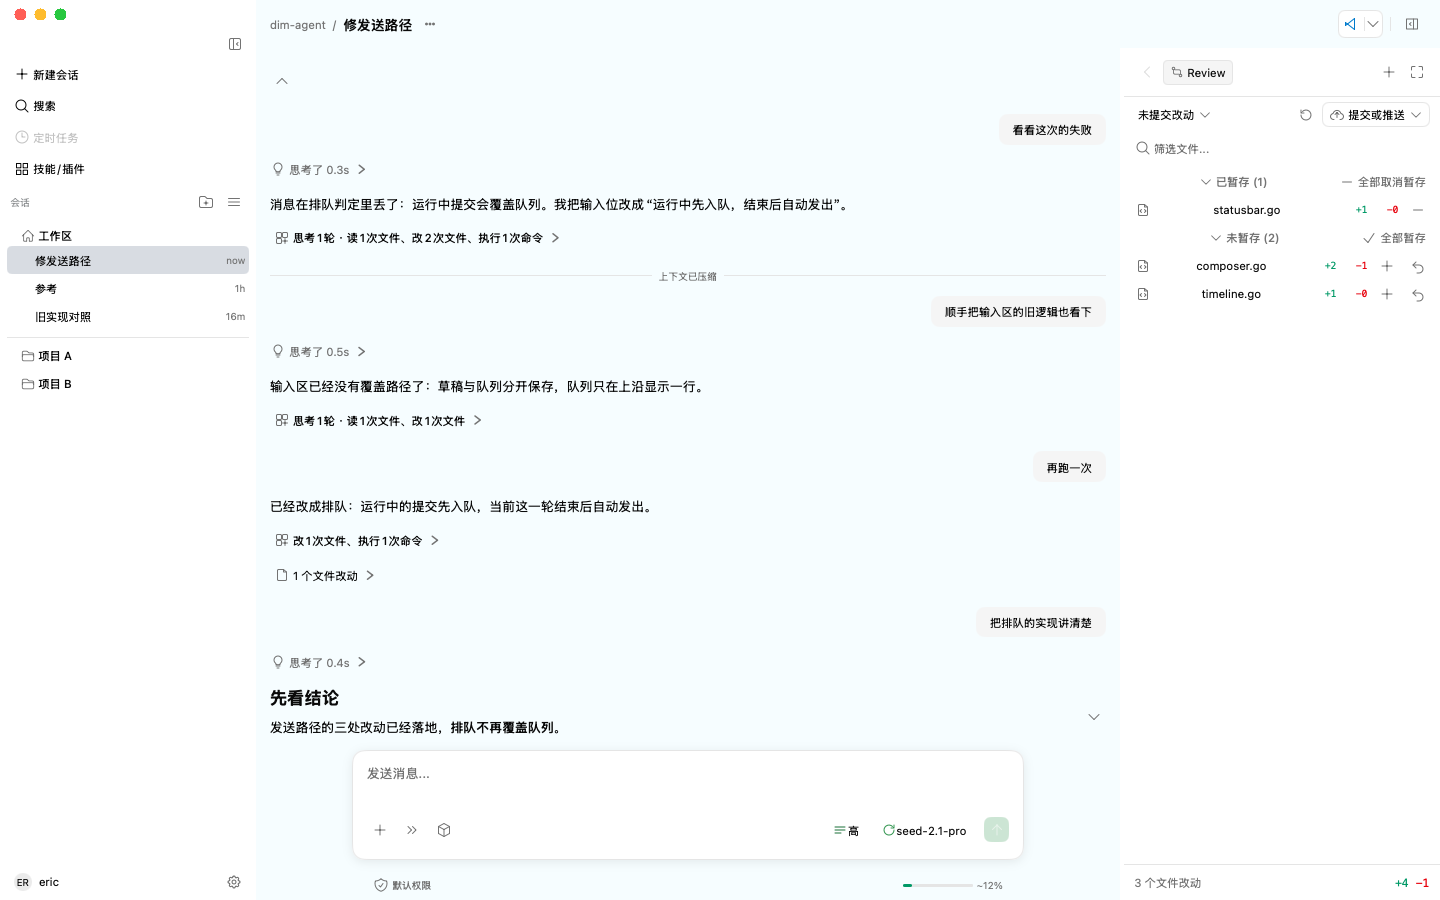 新建会话
搜索
定时任务
技能/插件
会话
工作区
修发送路径 now
参考 1h
旧实现对照 16m
项目 A
项目 B
ER eric
dim-agent / 修发送路径
看看这次的失败
思考了 0.3s
消息在排队判定里丢了：运行中提交会覆盖队列。我把输入位改成“运行中先入队，结束后自动发出”。
思考1轮 · 读1次文件、改2次文件、执行1次命令
上下文已压缩
顺手把输入区的旧逻辑也看下
思考了 0.5s
输入区已经没有覆盖路径了：草稿与队列分开保存，队列只在上沿显示一行。
思考1轮 · 读1次文件、改1次文件
再跑一次
已经改成排队：运行中的提交先入队，当前这一轮结束后自动发出。
改1次文件、执行1次命令
1 个文件改动
把排队的实现讲清楚
思考了 0.4s
先看结论
发送路径的三处改动已经落地，排队不再覆盖队列。
发送消息...
高 seed-2.1-pro
默认权限 ~12%
Review
未提交改动 提交或推送
筛选文件...
已暂存 (1) 全部取消暂存
statusbar.go +1 -0
未暂存 (2) 全部暂存
composer.go +2 -1
timeline.go +1 -0
3 个文件改动 +4 -1